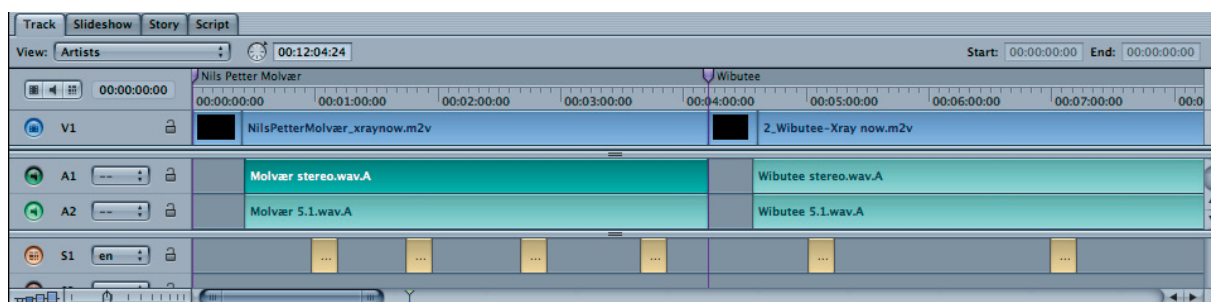 Track Slideshow Story Script
View: Artists 00:12:04:24 Start: 00:00:00:00 End: 00:00:00:00
Nils Petter Molvær Wibutee
00:00:00:00
00:00:00:00 00:01:00:00 00:02:00:00 00:03:00:00 00:04:00:00 00:05:00:00 00:06:00:00 00:07:00:00 00:0
V1 NilsPetterMolvær_xraynow.m2v 2_Wibutee-Xray now.m2v
A1 -- Molvær stereo.wav.A Wibutee stereo.wav.A
A2 -- Molvær 5.1.wav.A Wibutee 5.1.wav.A
S1 en ... ... ... ... ... ...